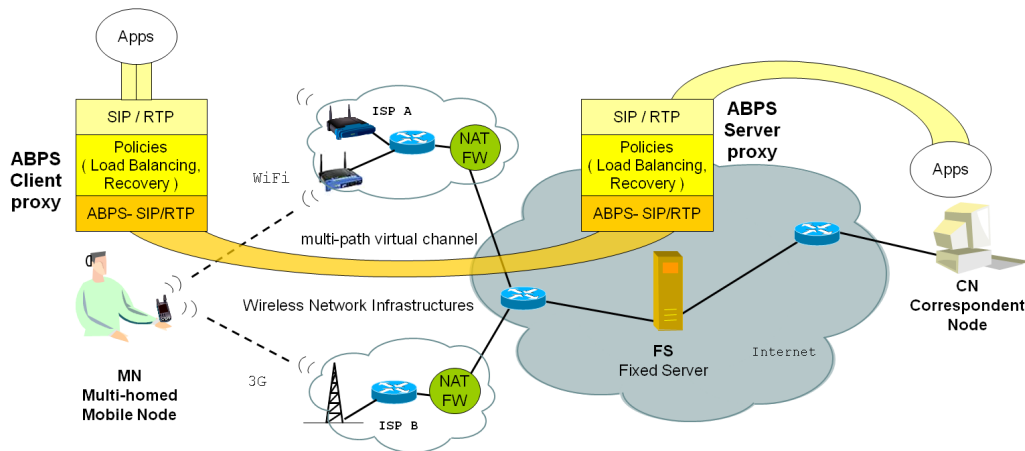 Apps
SIP / RTP
Policies
( Load Balancing,
Recovery )
ABPS- SIP/RTP
ABPS
Client
proxy
ISP A
NAT
FW
WiFi
SIP / RTP
Policies
( Load Balancing,
Recovery )
ABPS- SIP/RTP
ABPS
Server
proxy
Apps
multi-path virtual channel
Wireless Network Infrastructures
MN
Multi-homed
Mobile Node
3G
NAT
FW
ISP B
FS
Fixed Server
Internet
CN
Correspondent
Node